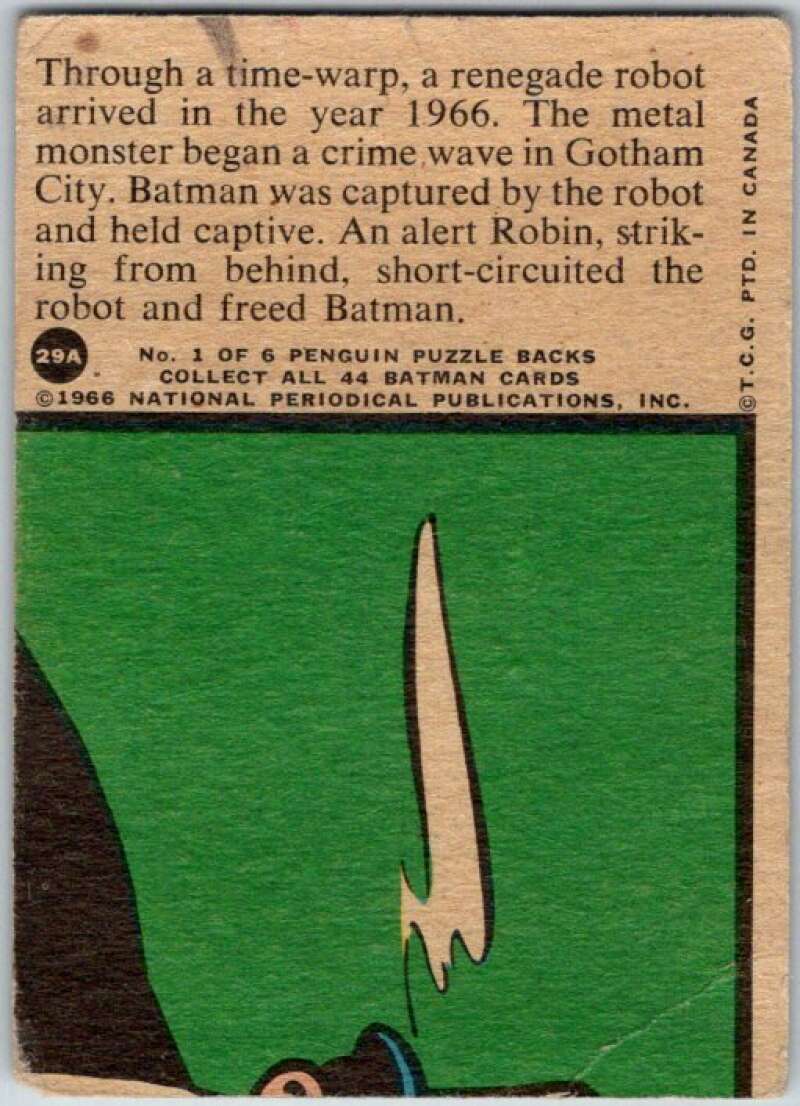 Through a time-warp, a renegade robot
arrived in the year 1966. The metal
monster began a crime wave in Gotham
City. Batman was captured by the robot
and held captive. An alert Robin, strik-
ing from behind, short-circuited the
robot and freed Batman.
29A
No. 1 OF 6 PENGUIN PUZZLE BACKS
COLLECT ALL 44 BATMAN CARDS
©1966 NATIONAL PERIODICAL PUBLICATIONS, INC.
©T.C.G. PTD. IN CANADA